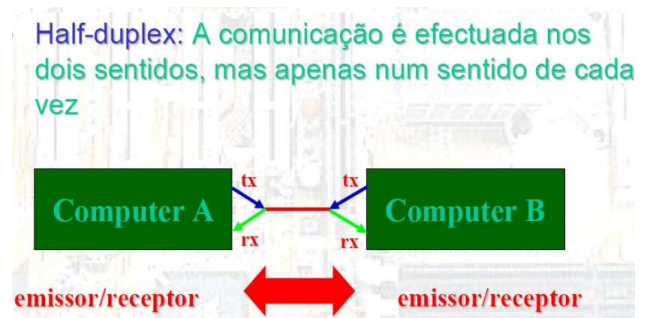 Half-duplex: A comunicação é efectuada nos
dois sentidos, mas apenas num sentido de cada
vez
tx tx
Computer A Computer B
rx rx
emissor/receptor emissor/receptor